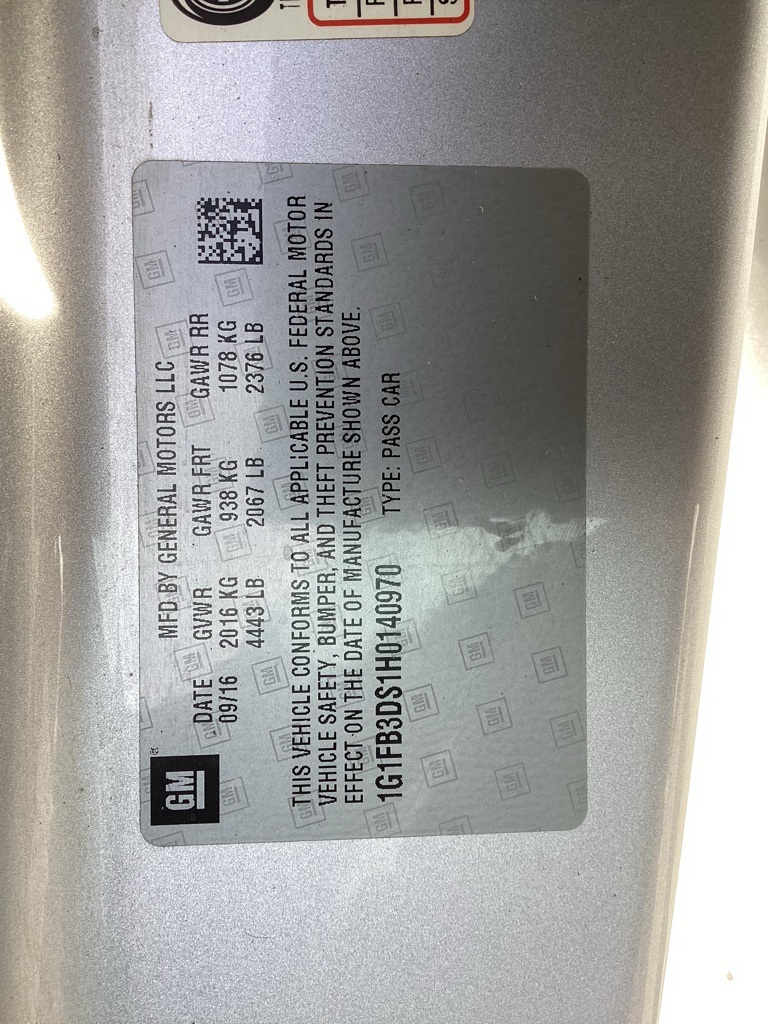 GM®
MFD BY GENERAL MOTORS LLC
DATE GVWR GAWR FRT GAWR RR
09/16 2016 KG 938 KG 1078 KG
4443 LB 2067 LB 2376 LB
THIS VEHICLE CONFORMS TO ALL APPLICABLE U.S. FEDERAL MOTOR
VEHICLE SAFETY, BUMPER, AND THEFT PREVENTION STANDARDS IN
EFFECT ON THE DATE OF MANUFACTURE SHOWN ABOVE.
1G1FB3DS1H0140970 TYPE: PASS CAR